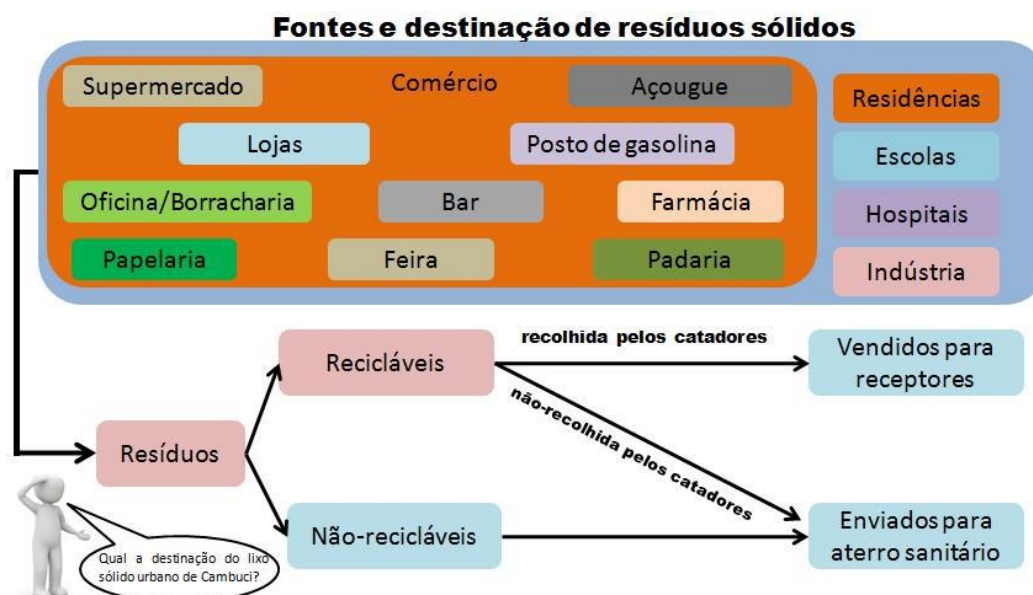 Fontes e destinação de resíduos sólidos
Supermercado
Comércio
Açougue
Lojas
Posto de gasolina
Oficina/Borracharia
Bar
Farmácia
Papelaria
Feira
Padaria
Residências
Escolas
Hospitais
Indústria
Resíduos
Recicláveis
recolhida pelos catadores
Vendidos para
receptores
não-recolhida pelos catadores
Não-recicláveis
Enviados para
aterro sanitário
Qual a destinação do lixo
sólido urbano de Cambuci?